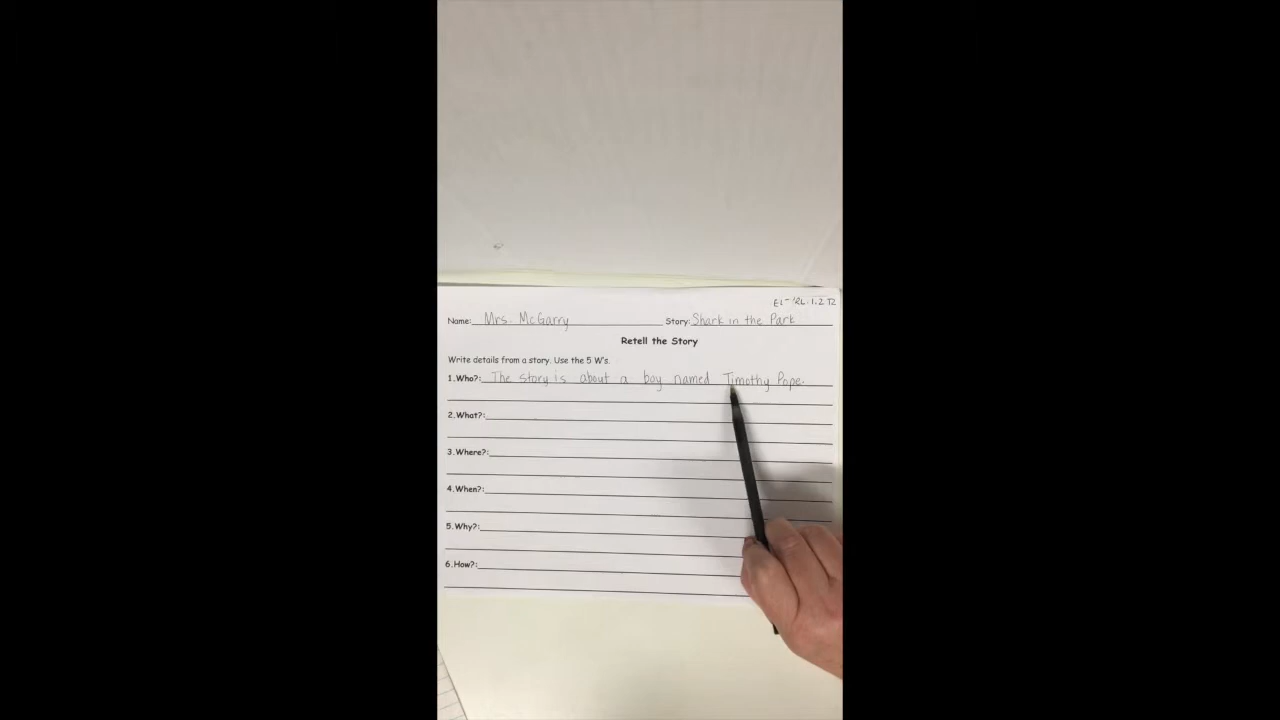 EL-RL.1.2 T2
Name: Mrs. McGarry Story: Shark in the Park
Retell the Story
Write details from a story. Use the 5 W's.
1.Who?: The story is about a boy named Timothy Pope.
2.What?:
3.Where?:
4.When?:
5.Why?:
6.How?: